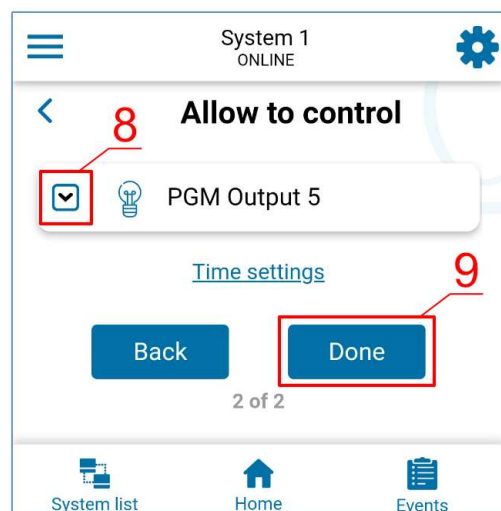 System 1
ONLINE
8
Allow to control
PGM Output 5
Time settings
9
Back
Done
2 of 2
System list
Home
Events